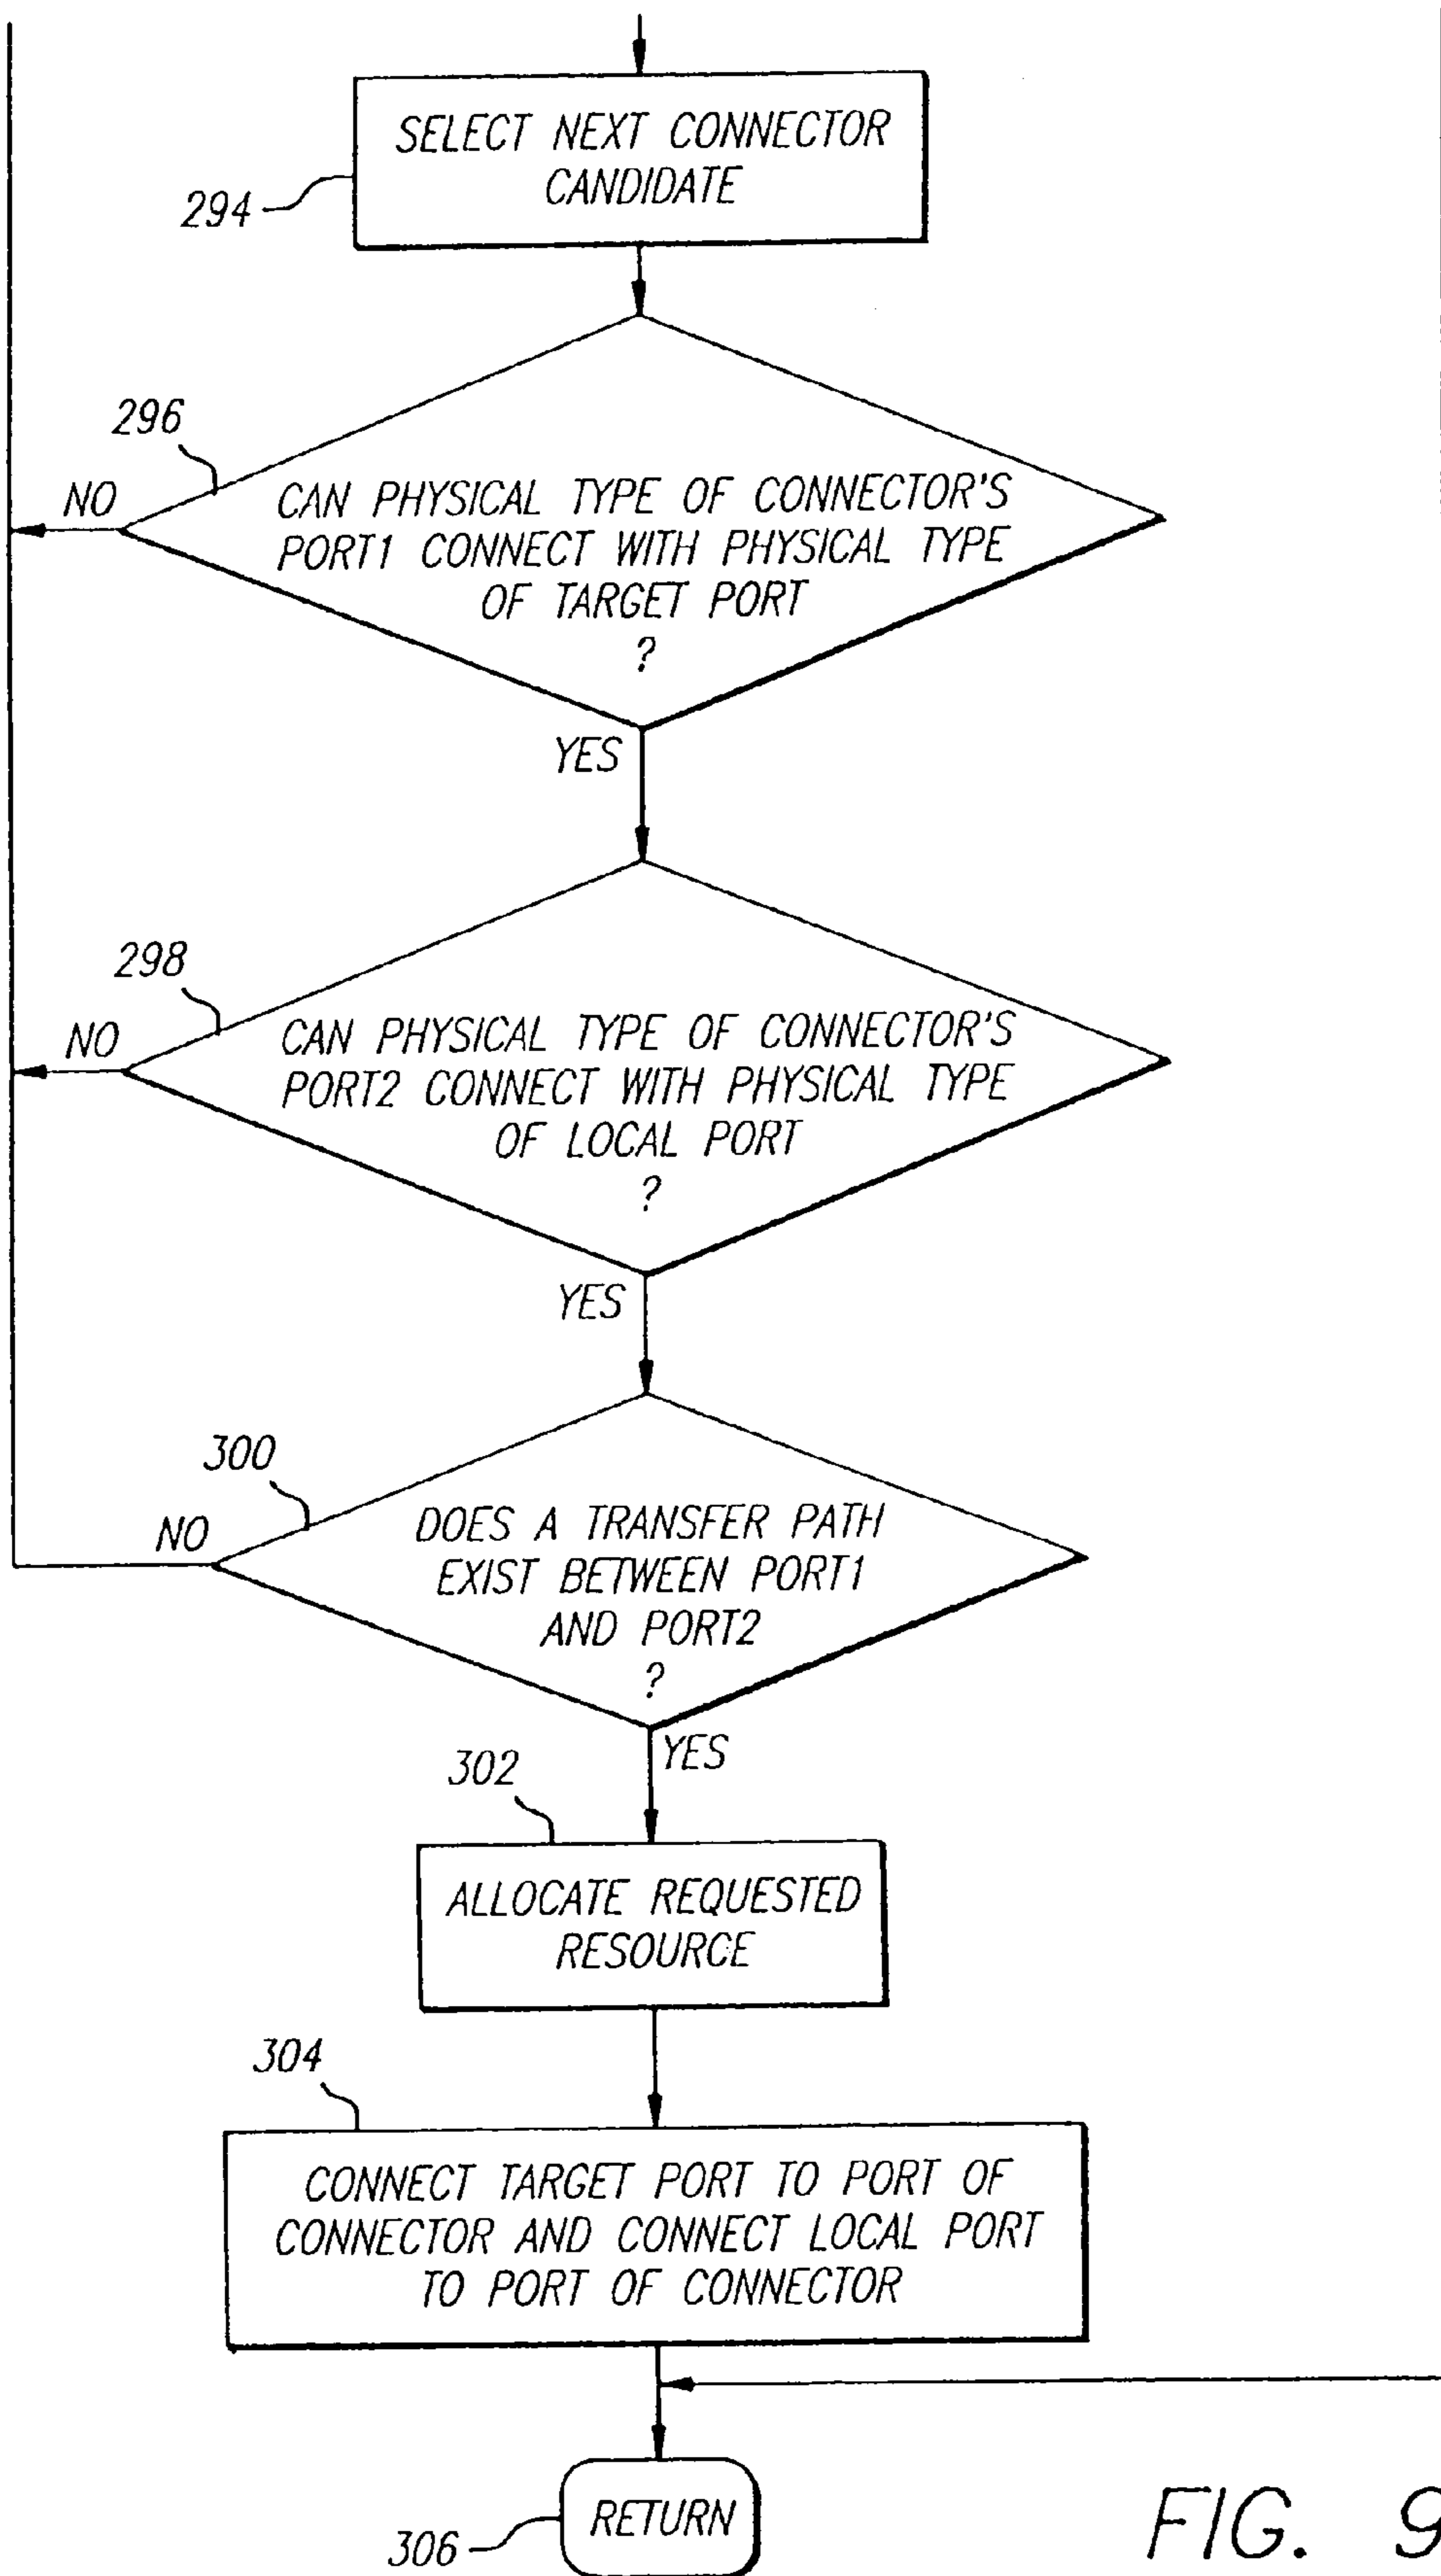 SELECT NEXT CONNECTOR
CANDIDATE
294
296
NO
CAN PHYSICAL TYPE OF CONNECTOR'S
PORT1 CONNECT WITH PHYSICAL TYPE
OF TARGET PORT
?
YES
298
NO
CAN PHYSICAL TYPE OF CONNECTOR'S
PORT2 CONNECT WITH PHYSICAL TYPE
OF LOCAL PORT
?
YES
300
NO
DOES A TRANSFER PATH
EXIST BETWEEN PORT1
AND PORT2
?
YES
302
ALLOCATE REQUESTED
RESOURCE
304
CONNECT TARGET PORT TO PORT OF
CONNECTOR AND CONNECT LOCAL PORT
TO PORT OF CONNECTOR
RETURN
306
FIG. 9